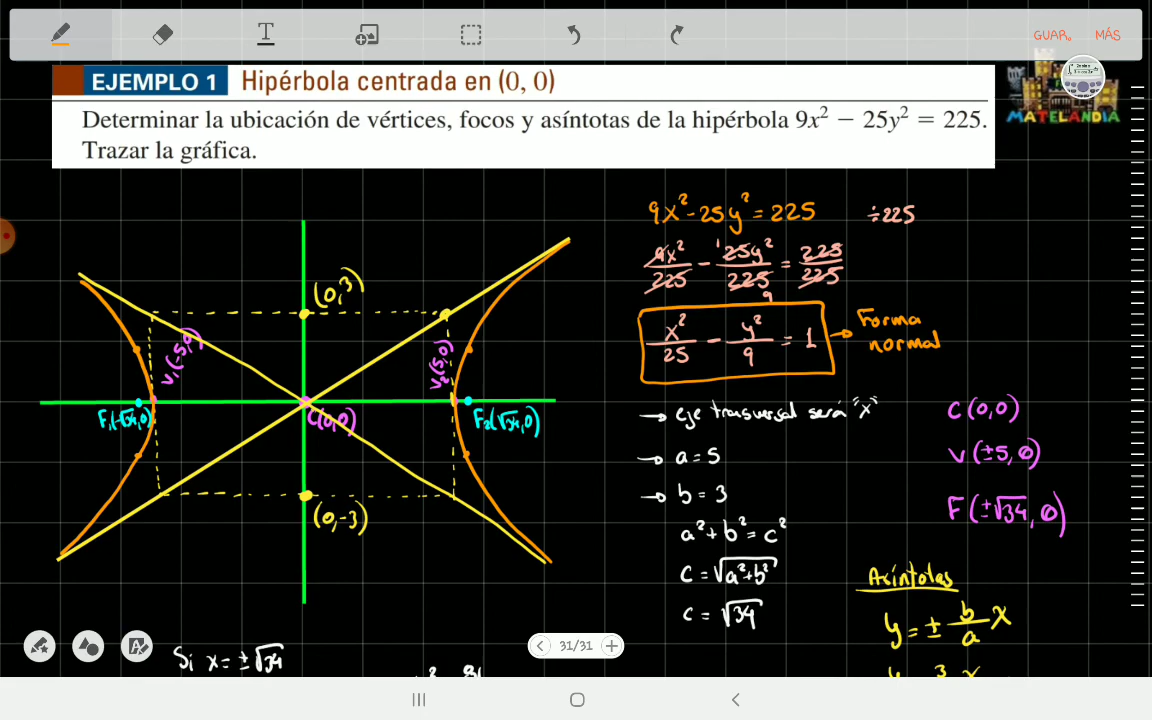 GUAR. MÁS
EJEMPLO 1 Hipérbola centrada en (0, 0)
Determinar la ubicación de vértices, focos y asíntotas de la hipérbola 9x² − 25y² = 225.
Trazar la gráfica.
MATELANDIA
9x² - 25y² = 225 ÷225
9x²/225 - 25y²/225 = 225/225
9
x²/25 - y²/9 = 1 → Forma normal
(0,3)
V₁(-5,0)
V₂(5,0)
F₁(-√34,0)
C(0,0)
F₂(√34,0)
(0,-3)
→ eje transversal será "x"
→ a = 5
→ b = 3
a² + b² = c²
c = √a²+b²
c = √34
C (0,0)
V (±5, 0)
F (±√34, 0)
Asíntotas
y = ± b/a x
Si x = ±√34
31/31